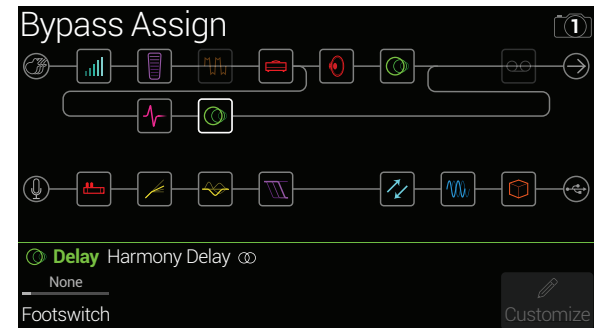 Bypass Assign
1
Delay Harmony Delay
None
Footswitch
Customize